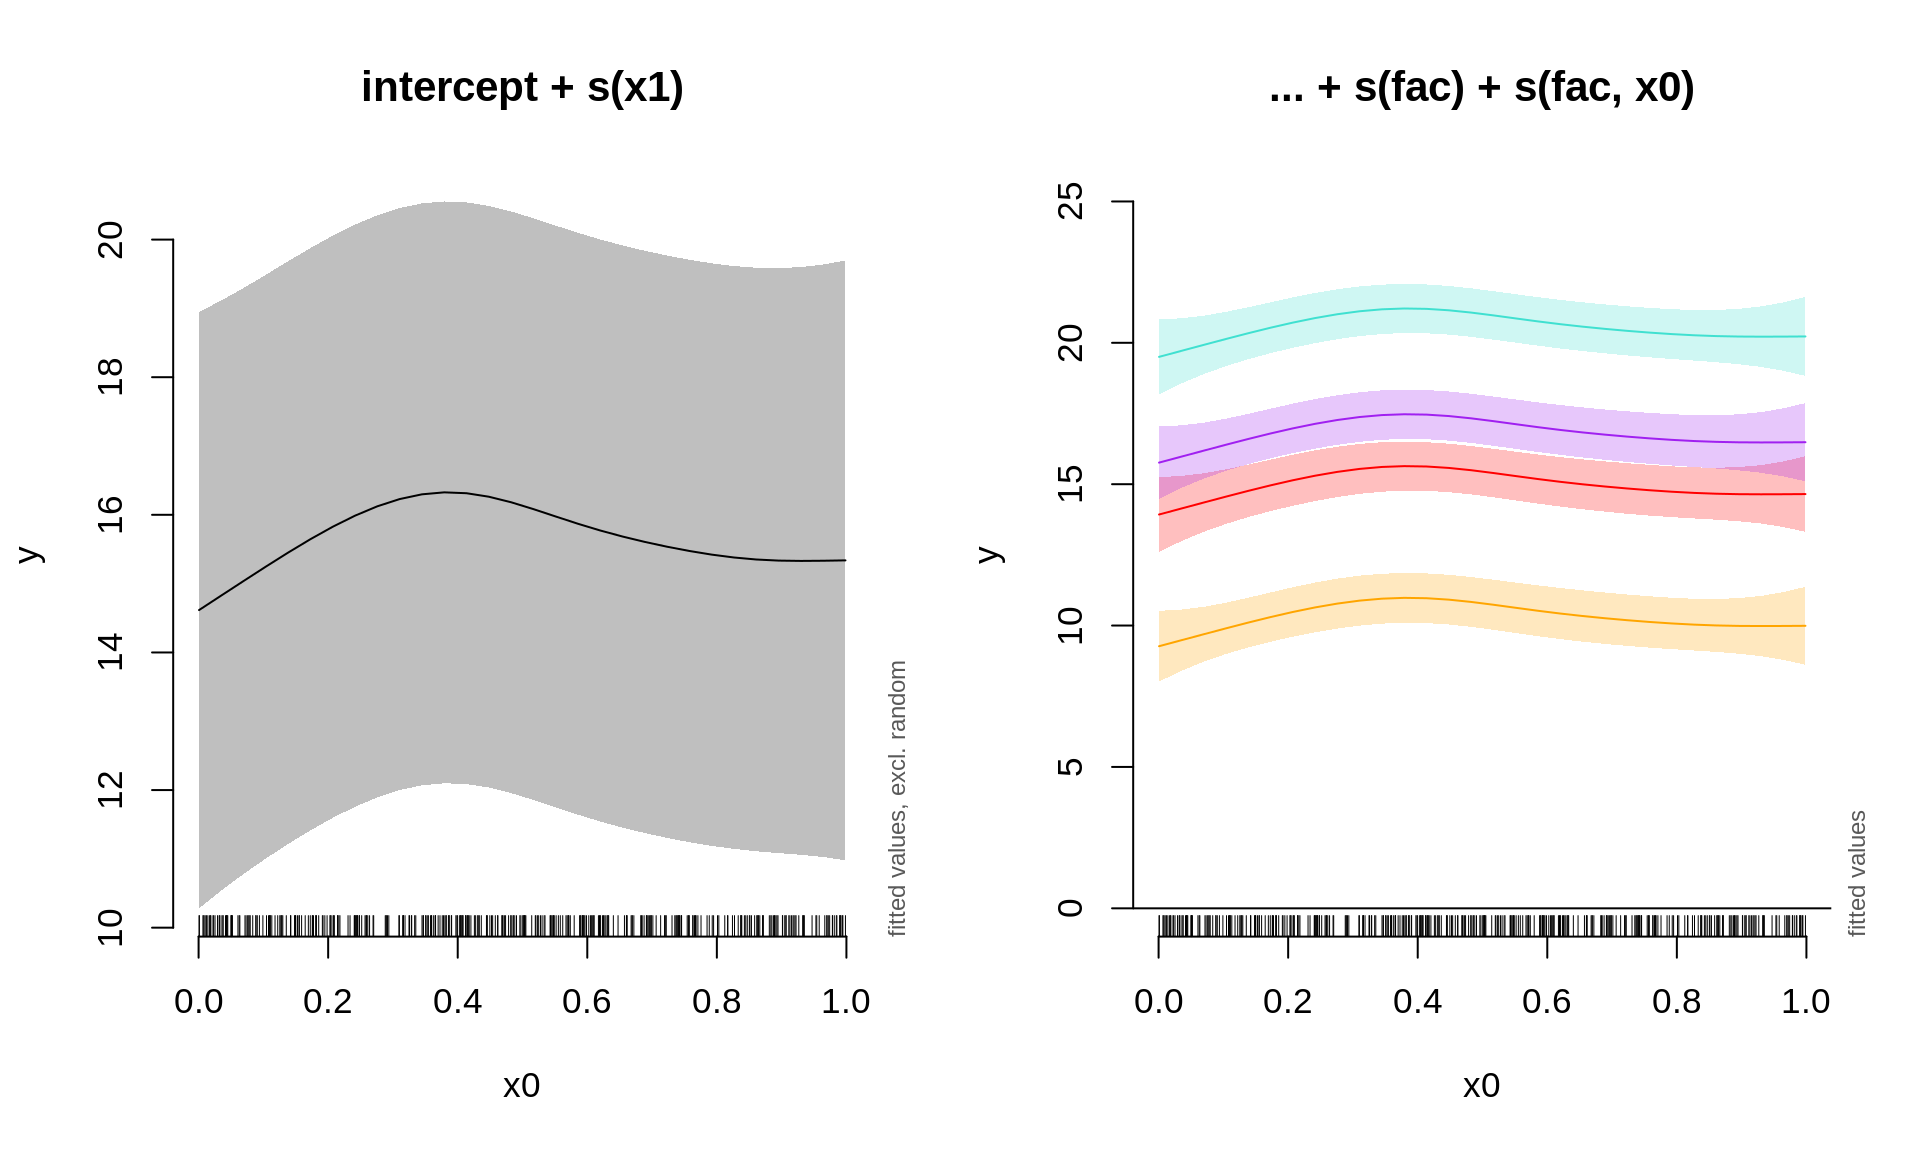 intercept + s(x1)
y
20
18
16
14
12
10
0.0 0.2 0.4 0.6 0.8 1.0
x0
fitted values, excl. random
... + s(fac) + s(fac, x0)
y
25
20
15
10
5
0
0.0 0.2 0.4 0.6 0.8 1.0
x0
fitted values